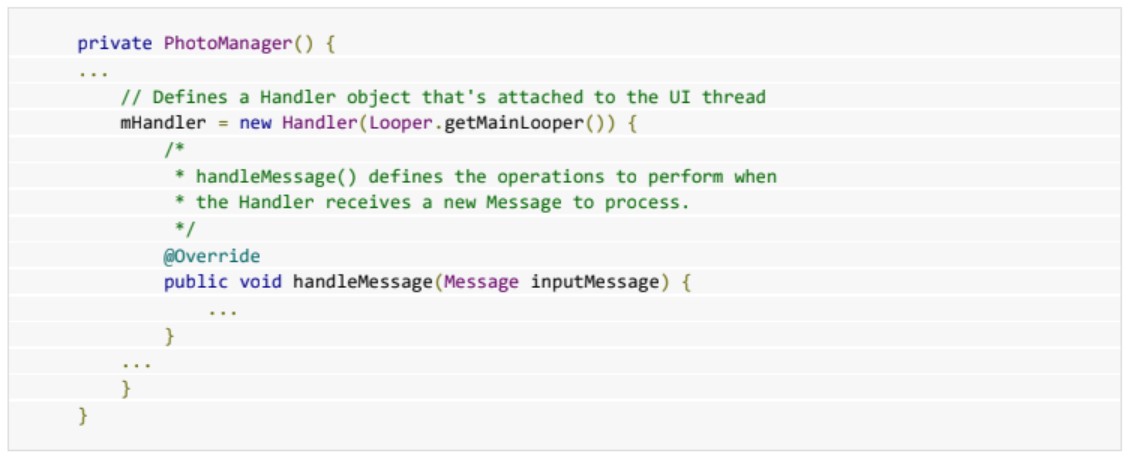 private PhotoManager() {
...
// Defines a Handler object that's attached to the UI thread
mHandler = new Handler(Looper.getMainLooper()) {
/*
* handleMessage() defines the operations to perform when
* the Handler receives a new Message to process.
*/
@Override
public void handleMessage(Message inputMessage) {
...
}
...
}
}